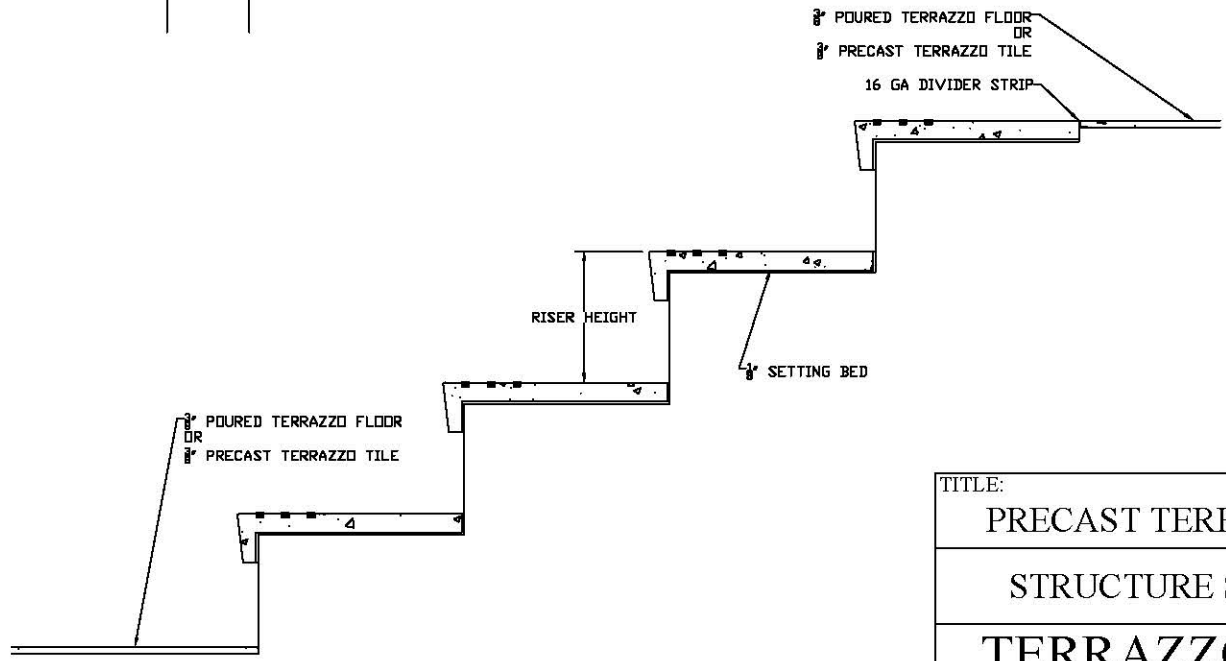 3/8" POURED TERRAZZO FLOOR
OR
3/8" PRECAST TERRAZZO TILE
16 GA DIVIDER STRIP
RISER HEIGHT
1/8" SETTING BED
3/8" POURED TERRAZZO FLOOR
OR
3/8" PRECAST TERRAZZO TILE
TITLE:
PRECAST
STRUCTURE
TERRAZZO